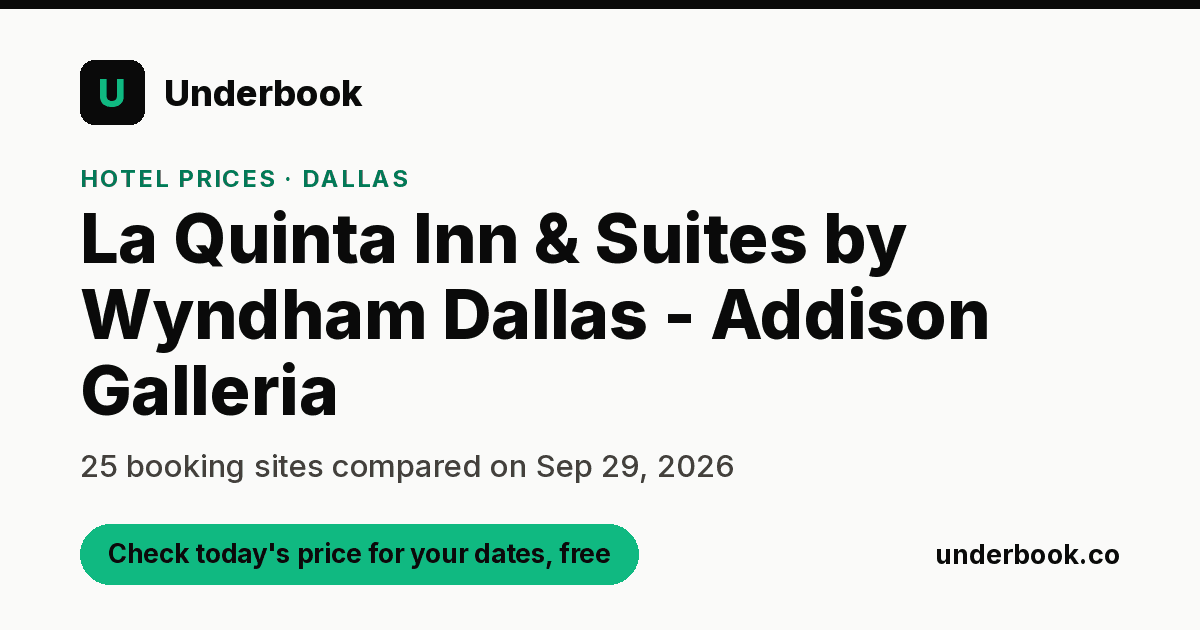 U Underbook
HOTEL PRICES · DALLAS
La Quinta Inn & Suites by
Wyndham Dallas - Addison
Galleria
25 booking sites compared on Sep 29, 2026
Check today's price for your dates, free
underbook.co